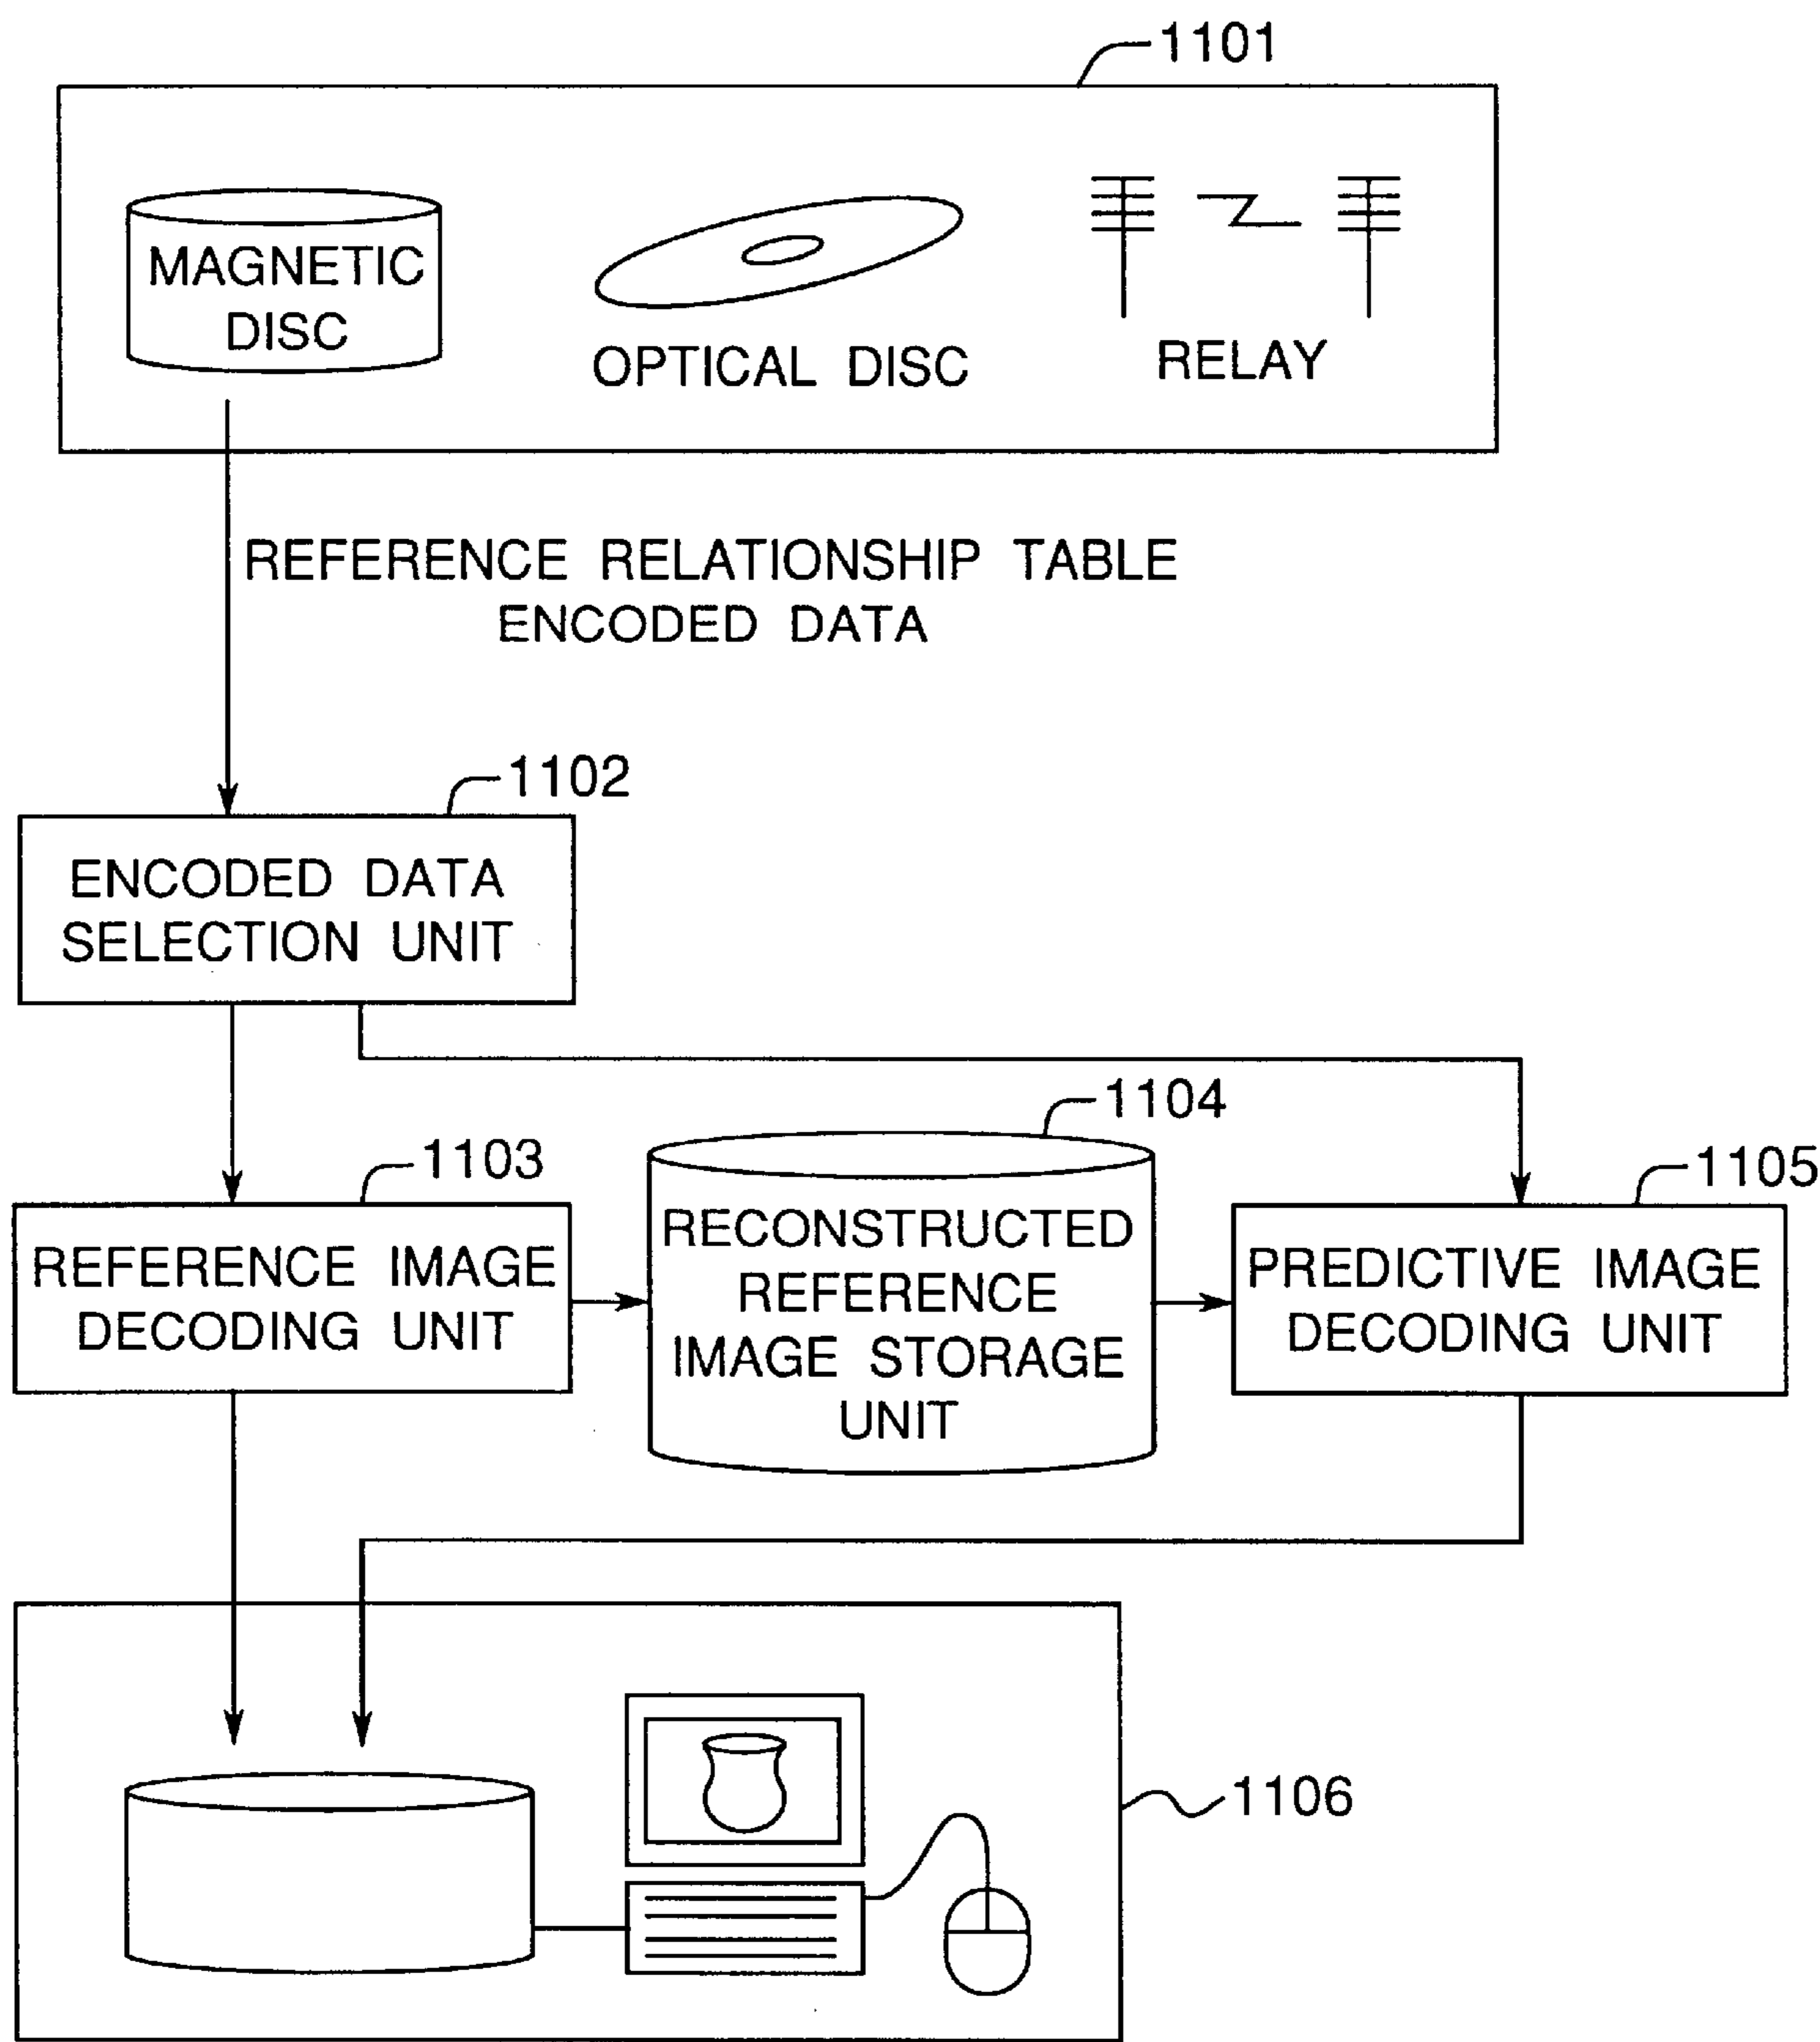 1101
MAGNETIC
DISC
OPTICAL DISC
RELAY
REFERENCE RELATIONSHIP TABLE
ENCODED DATA
1102
ENCODED DATA
SELECTION UNIT
1104
1103
1105
REFERENCE IMAGE
DECODING UNIT
RECONSTRUCTED
REFERENCE
IMAGE STORAGE
UNIT
PREDICTIVE IMAGE
DECODING UNIT
1106